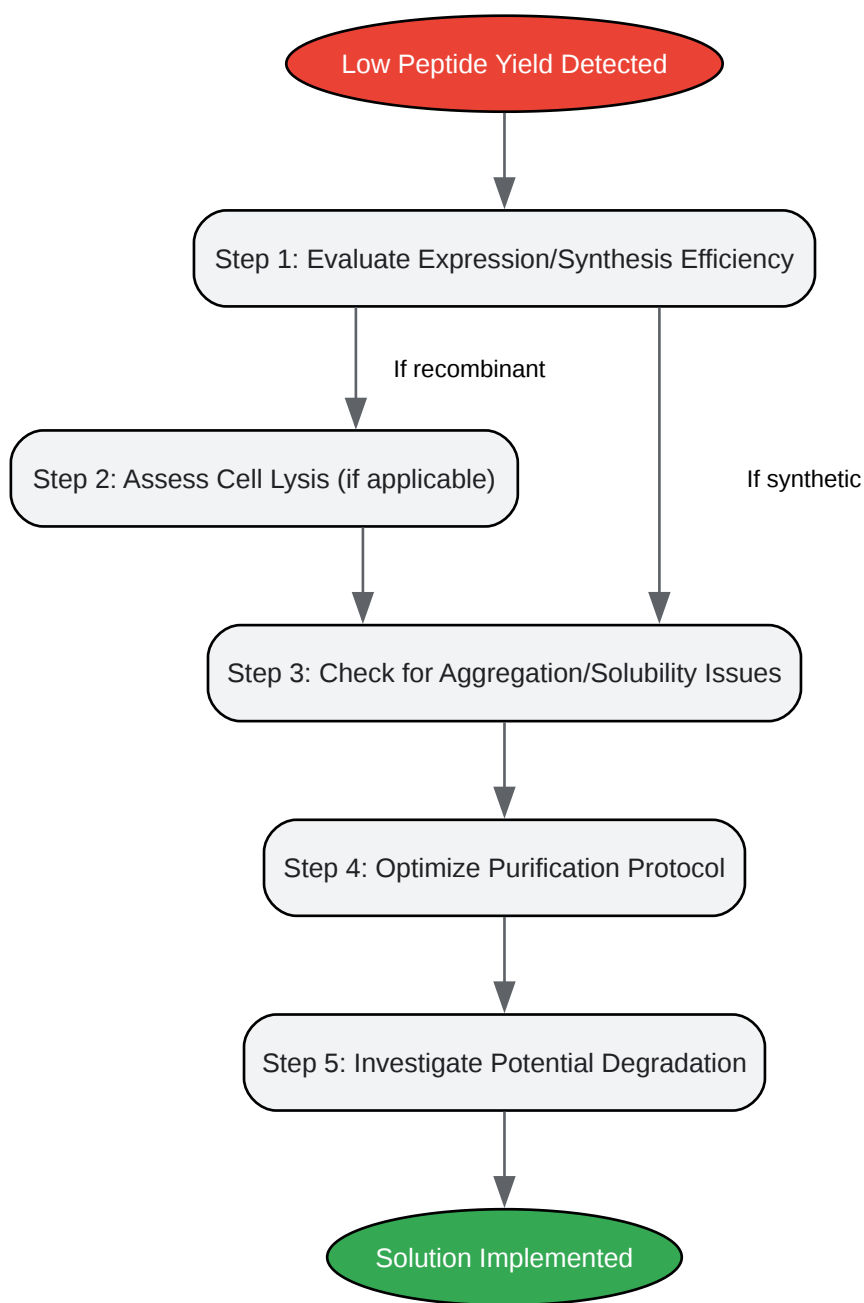 Low Peptide Yield Detected
Step 1: Evaluate Expression/Synthesis Efficiency
If recombinant
Step 2: Assess Cell Lysis (if applicable)
If synthetic
Step 3: Check for Aggregation/Solubility Issues
Step 4: Optimize Purification Protocol
Step 5: Investigate Potential Degradation
Solution Implemented